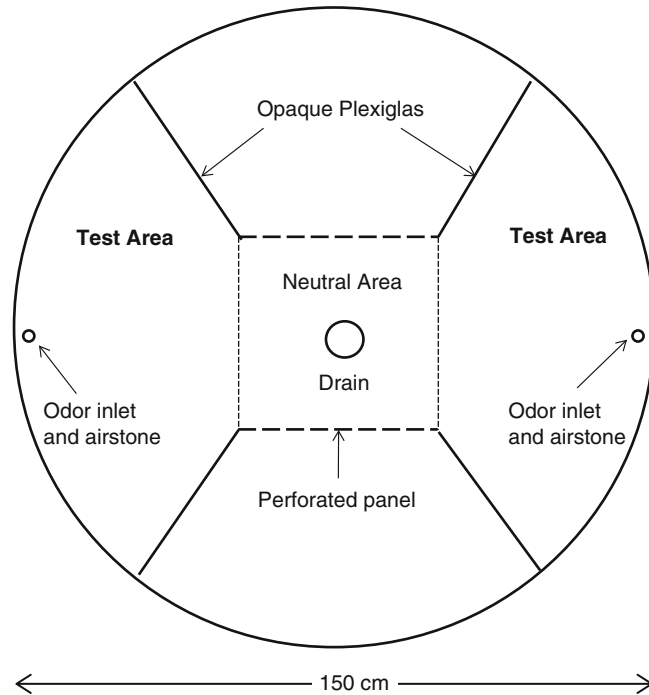 Opaque Plexiglas
Test Area
Test Area
Neutral Area
Drain
Odor inlet
and airstone
Odor inlet
and airstone
Perforated panel
150 cm